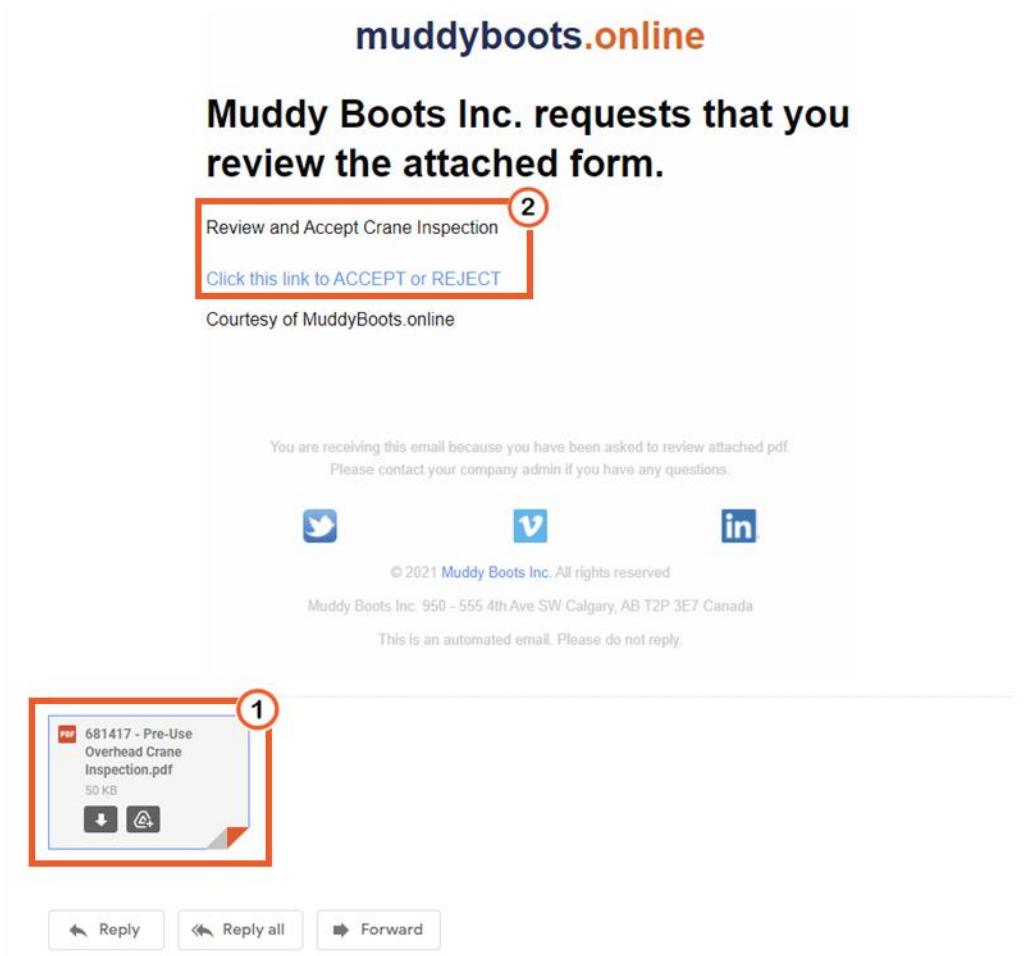 muddyboots.online
Muddy Boots Inc. requests that you
review the attached form.
2
Review and Accept Crane Inspection
Click this link to ACCEPT or REJECT
Courtesy of MuddyBoots.online
You are receiving this email because you have been asked to review attached pdf.
Please contact your company admin if you have any questions.
in
© 2021 Muddy Boots Inc. All rights reserved
Muddy Boots Inc. 950 - 555 4th Ave SW Calgary, AB T2P 3E7 Canada
This is an automated email. Please do not reply.
1
PDF 681417 - Pre-Use
Overhead Crane
Inspection.pdf
50 KB
Reply Reply all Forward